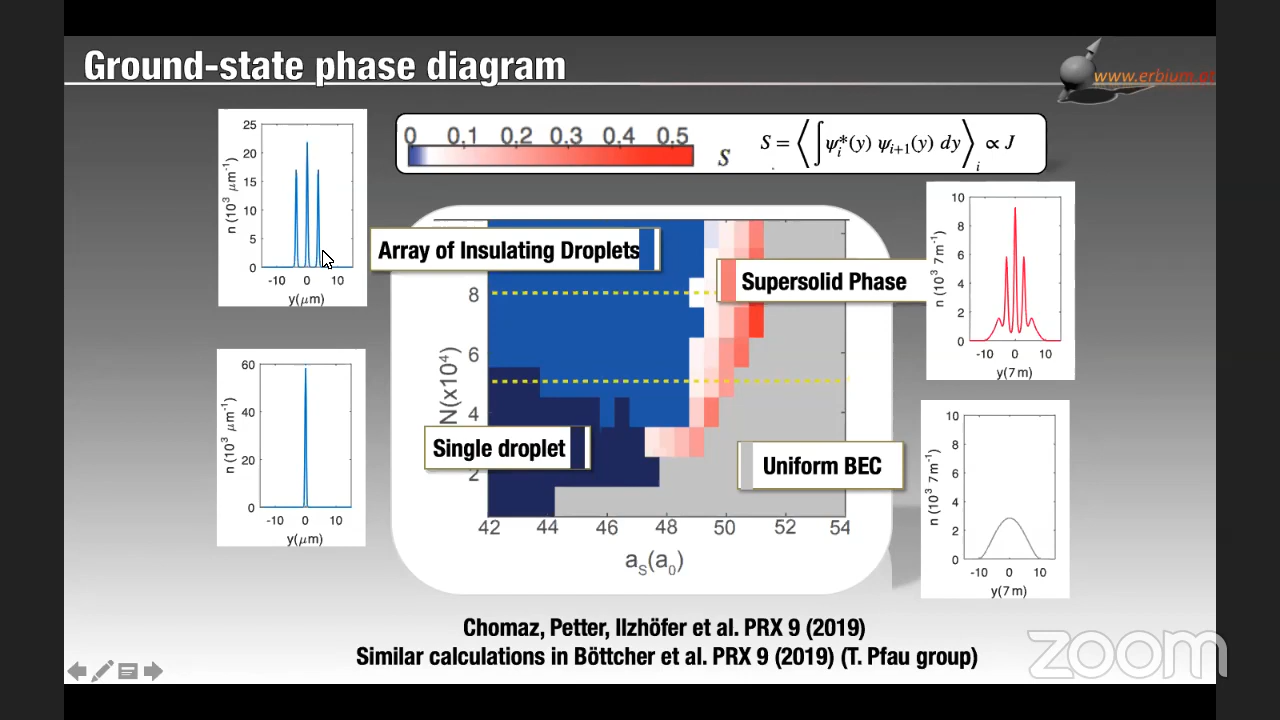 Ground-state phase diagram
www.erbium.at
0 0,1 0,2 0,3 0,4 0,5
S
S = ⟨∫ψᵢ*(y) ψᵢ₊₁(y) dy⟩ᵢ ∝ J
25
20
15
10
5
0
n (10³ μm⁻¹)
-10 0 10
y(μm)
Array of Insulating Droplets
Supersolid Phase
10
8
6
4
2
0
n (10³ 7m⁻¹)
-10 0 10
y(7m)
8
6
4
2
N(x10⁴)
42 44 46 48 50 52 54
aS(a0)
Single droplet
Uniform BEC
60
40
20
0
n (10³ μm⁻¹)
-10 0 10
y(μm)
10
8
6
4
2
0
n (10³ 7m⁻¹)
-10 0 10
y(7m)
Chomaz, Petter, Ilzhöfer et al. PRX 9 (2019)
Similar calculations in Böttcher et al. PRX 9 (2019) (T. Pfau group)
zoom